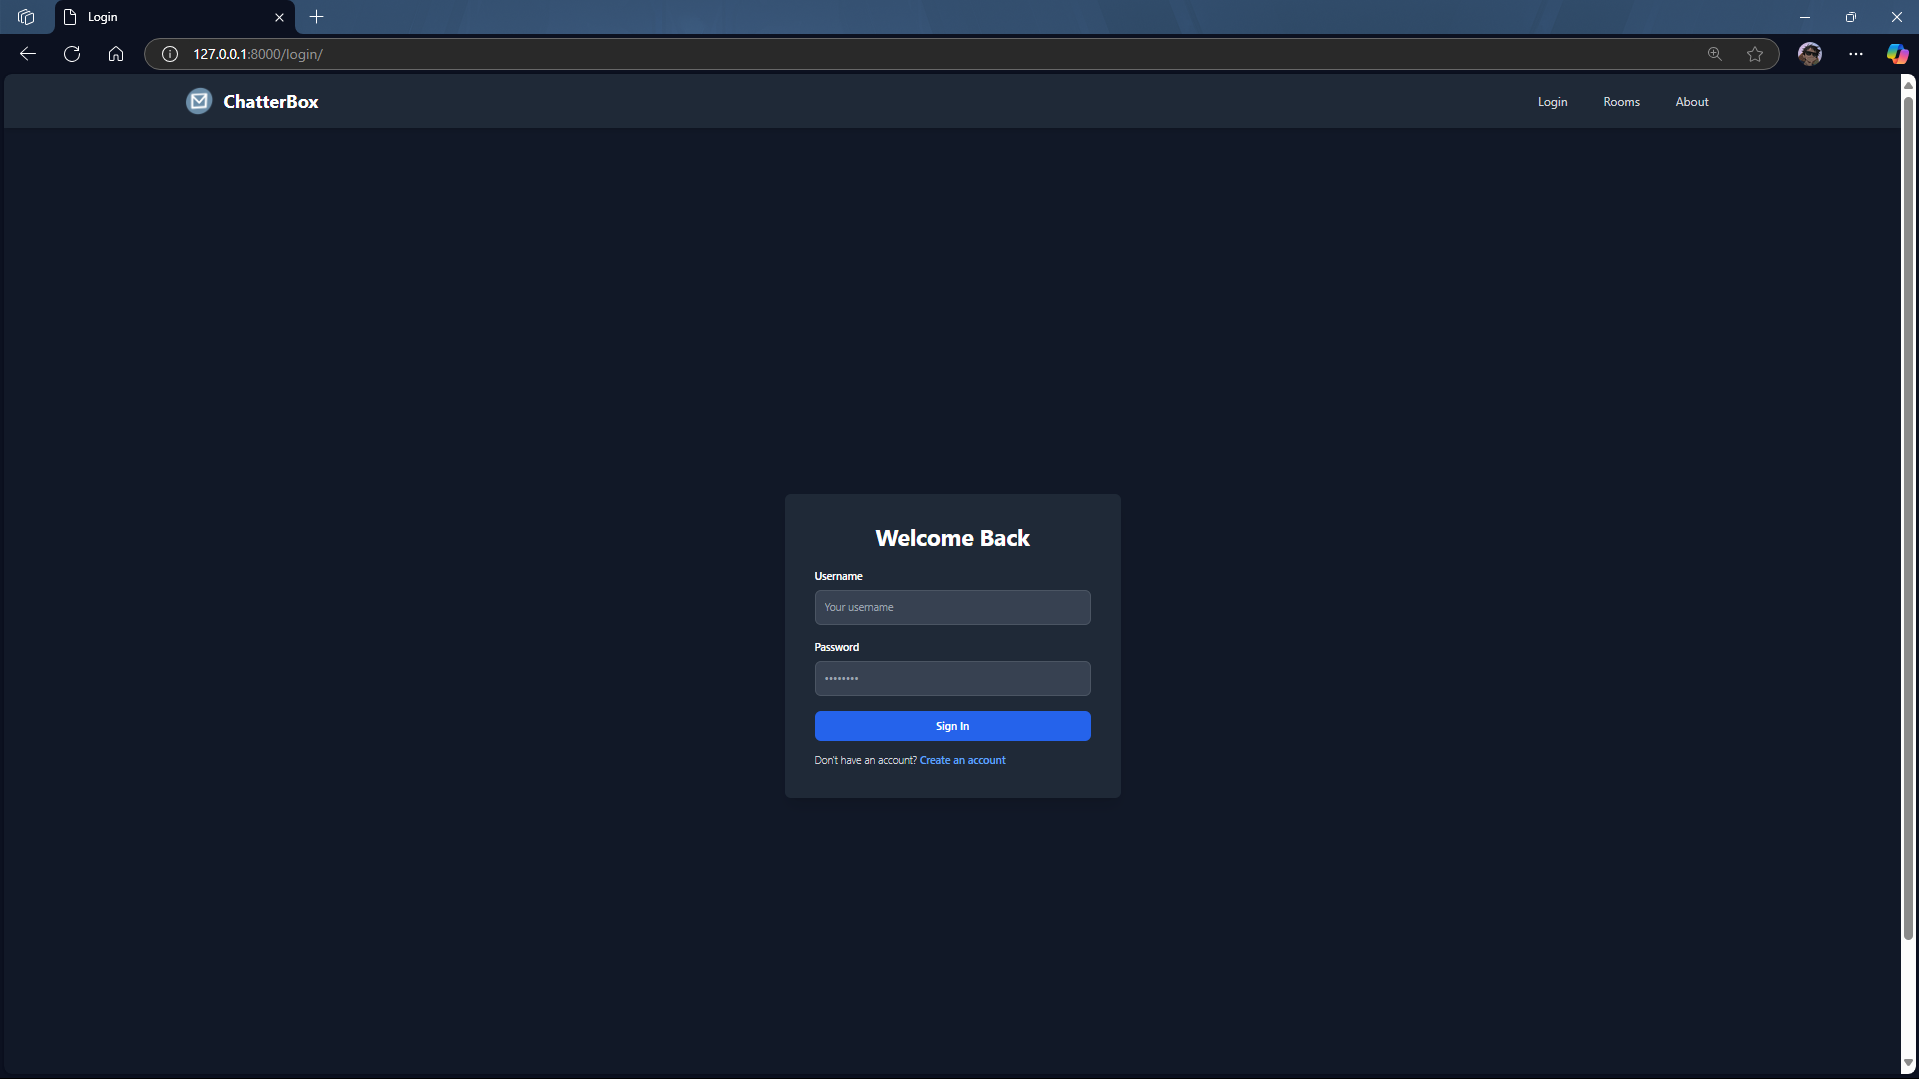 Login
127.0.0.1:8000/login/
ChatterBox
Login
Rooms
About
Welcome Back
Username
Your username
Password
••••••••
Sign In
Don't have an account? Create an account